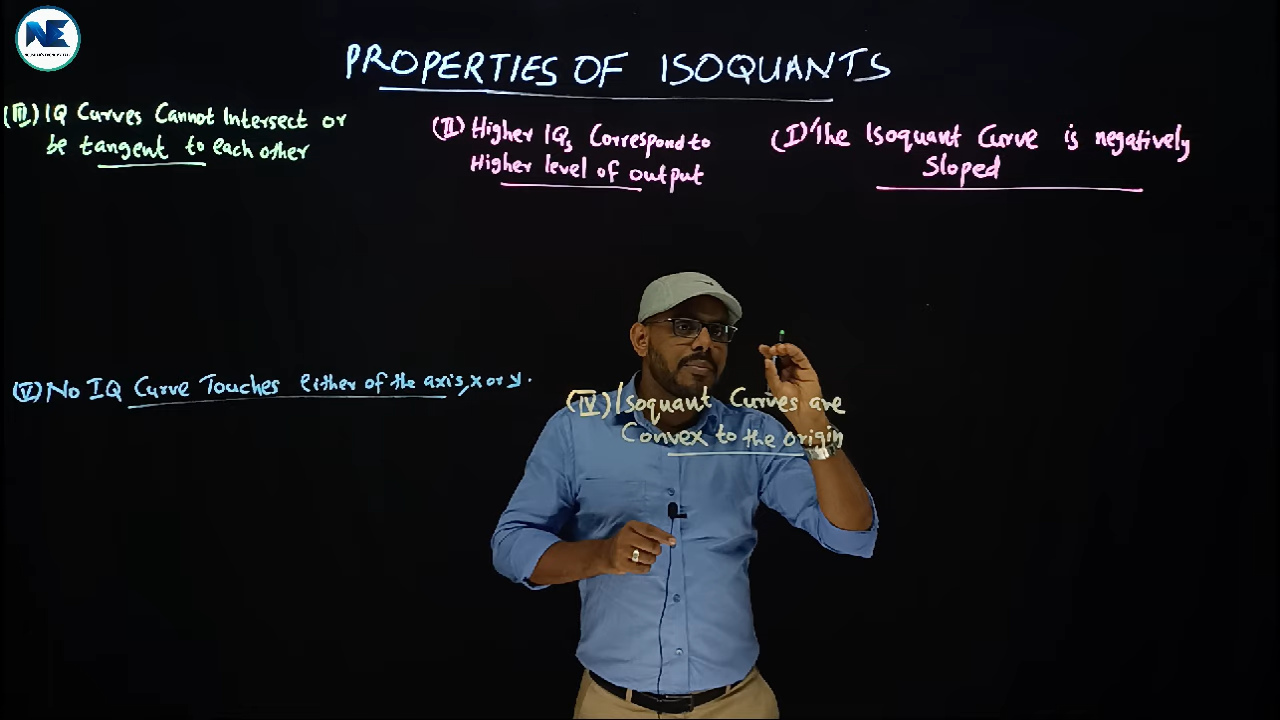 NE
PROPERTIES OF ISOQUANTS
(III) IQ Curves Cannot Intersect or
be tangent to each other
(II) Higher IQs Correspond to
Higher level of output
(I) The Isoquant Curve is negatively
Sloped
(V) No IQ Curve Touches either of the axis, x or y.
(IV) Isoquant Curves are
Convex to the origin